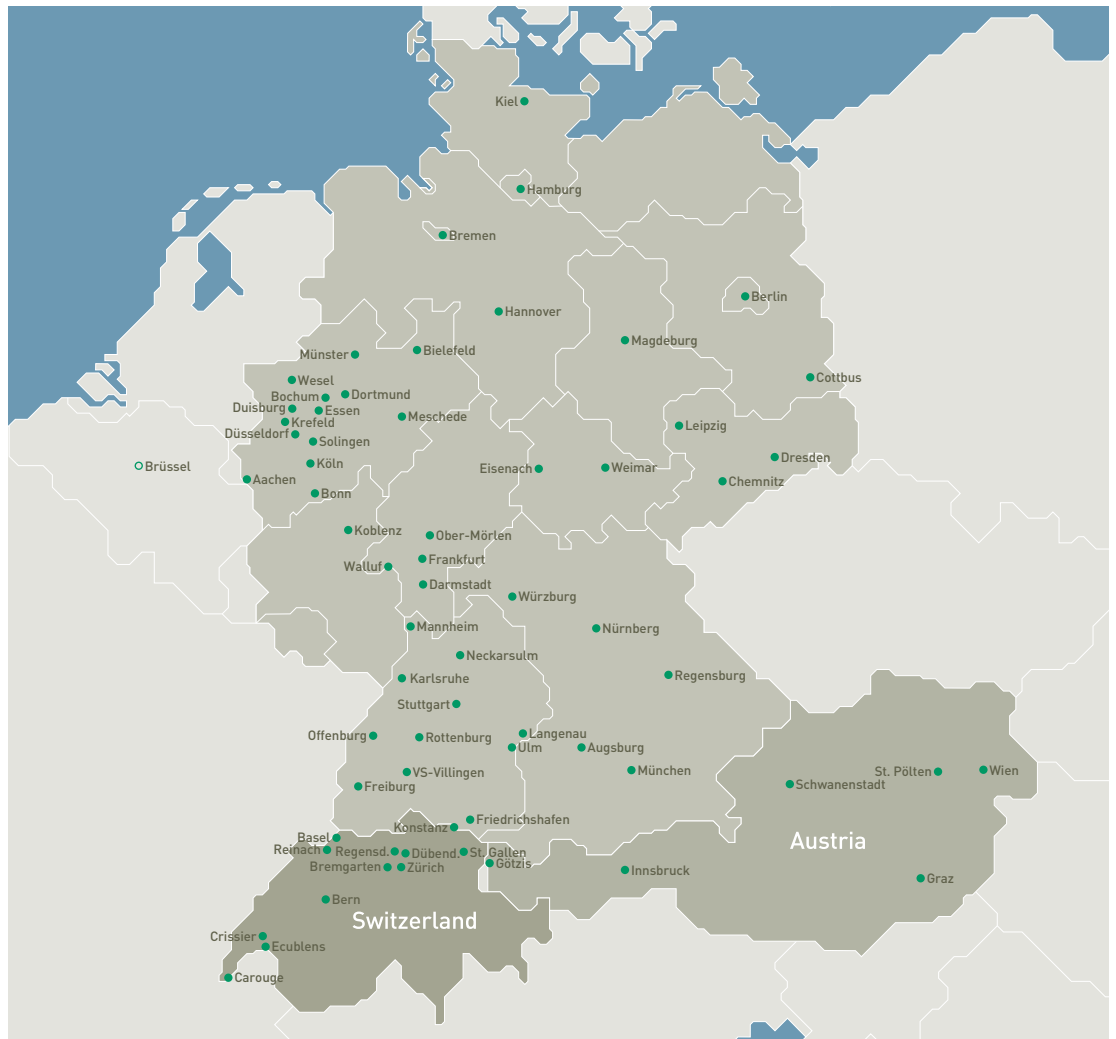 Kiel
Hamburg
Bremen
Berlin
Hannover
Magdeburg
Münster
Bielefeld
Cottbus
Wesel
Bochum
Dortmund
Duisburg
Essen
Meschede
Krefeld
Leipzig
Düsseldorf
Solingen
Dresden
Brüssel
Köln
Eisenach
Weimar
Aachen
Chemnitz
Bonn
Koblenz
Ober-Mörlen
Frankfurt
Walluf
Darmstadt
Würzburg
Mannheim
Nürnberg
Neckarsulm
Regensburg
Karlsruhe
Stuttgart
Offenburg
Rottenburg
Langenau
Ulm
Augsburg
VS-Villingen
München
St. Pölten
Wien
Freiburg
Schwanenstadt
Friedrichshafen
Konstanz
Basel
Austria
Reinach
Regensd.
Dübend.
St. Gallen
Götzis
Bremgarten
Zürich
Innsbruck
Graz
Bern
Switzerland
Crissier
Ecublens
Carouge